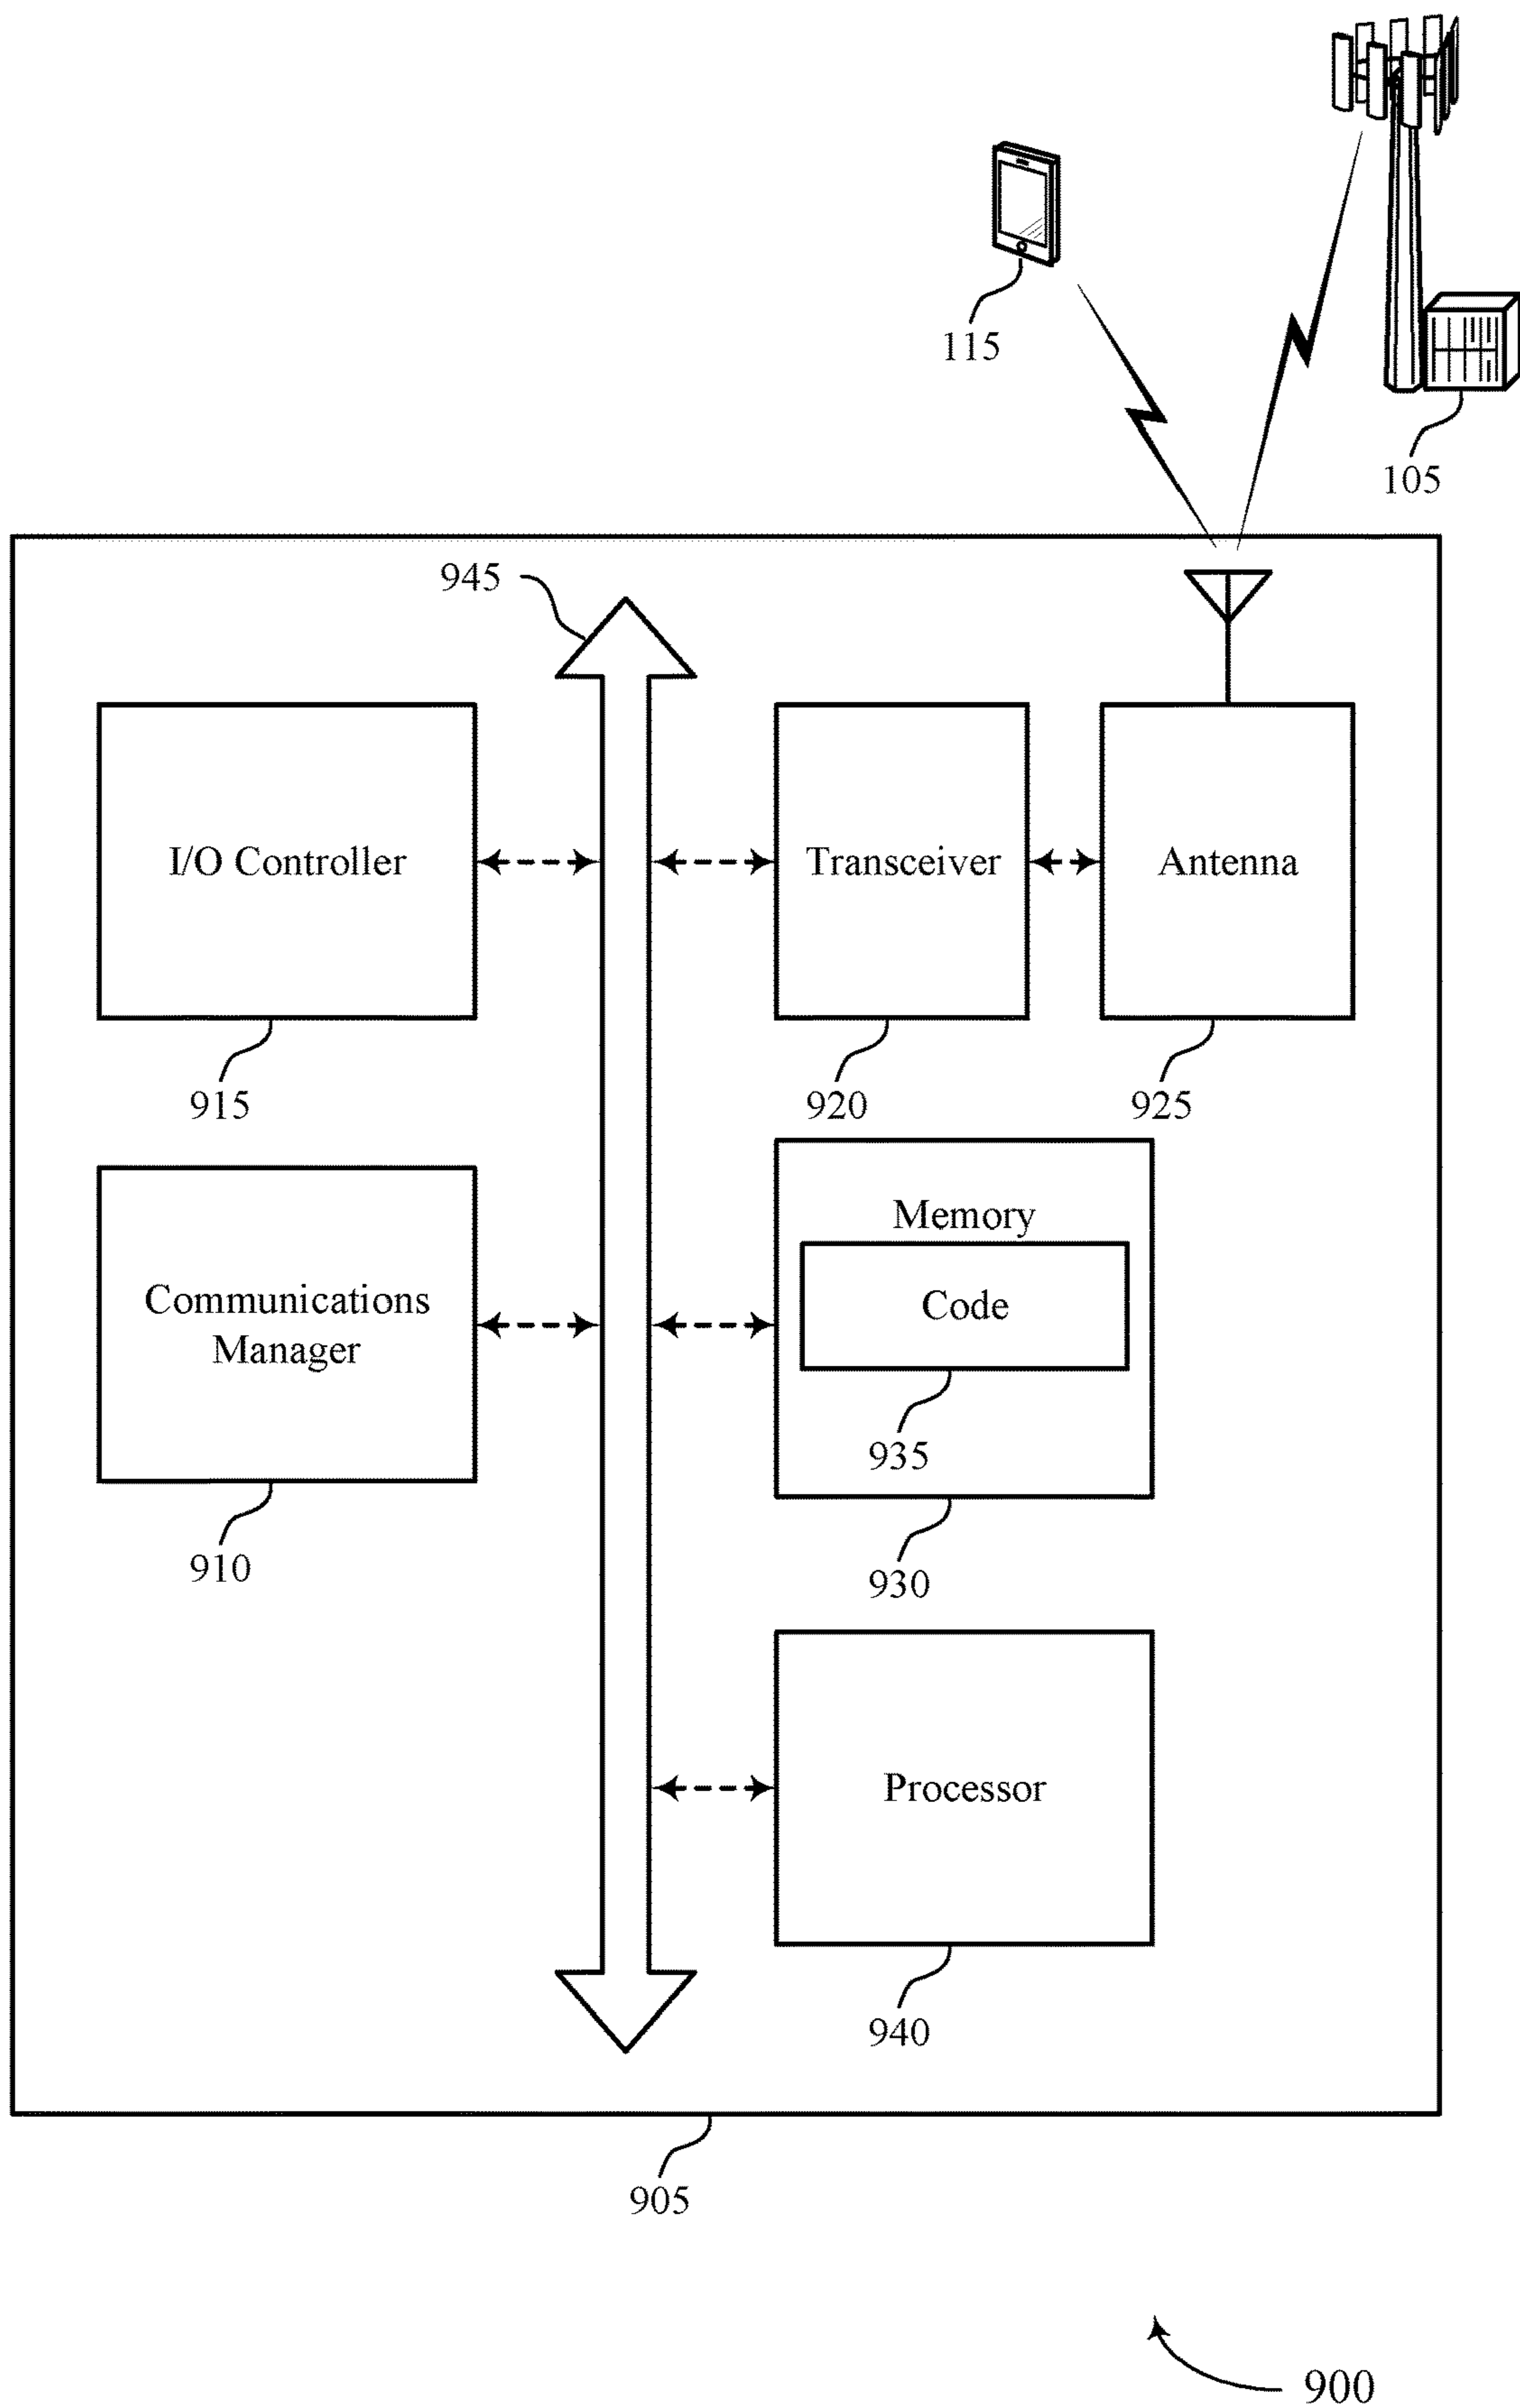 115
105
945
I/O Controller
Transceiver
Antenna
915
920
925
Memory
Communications
Manager
Code
935
910
930
Processor
940
905
900